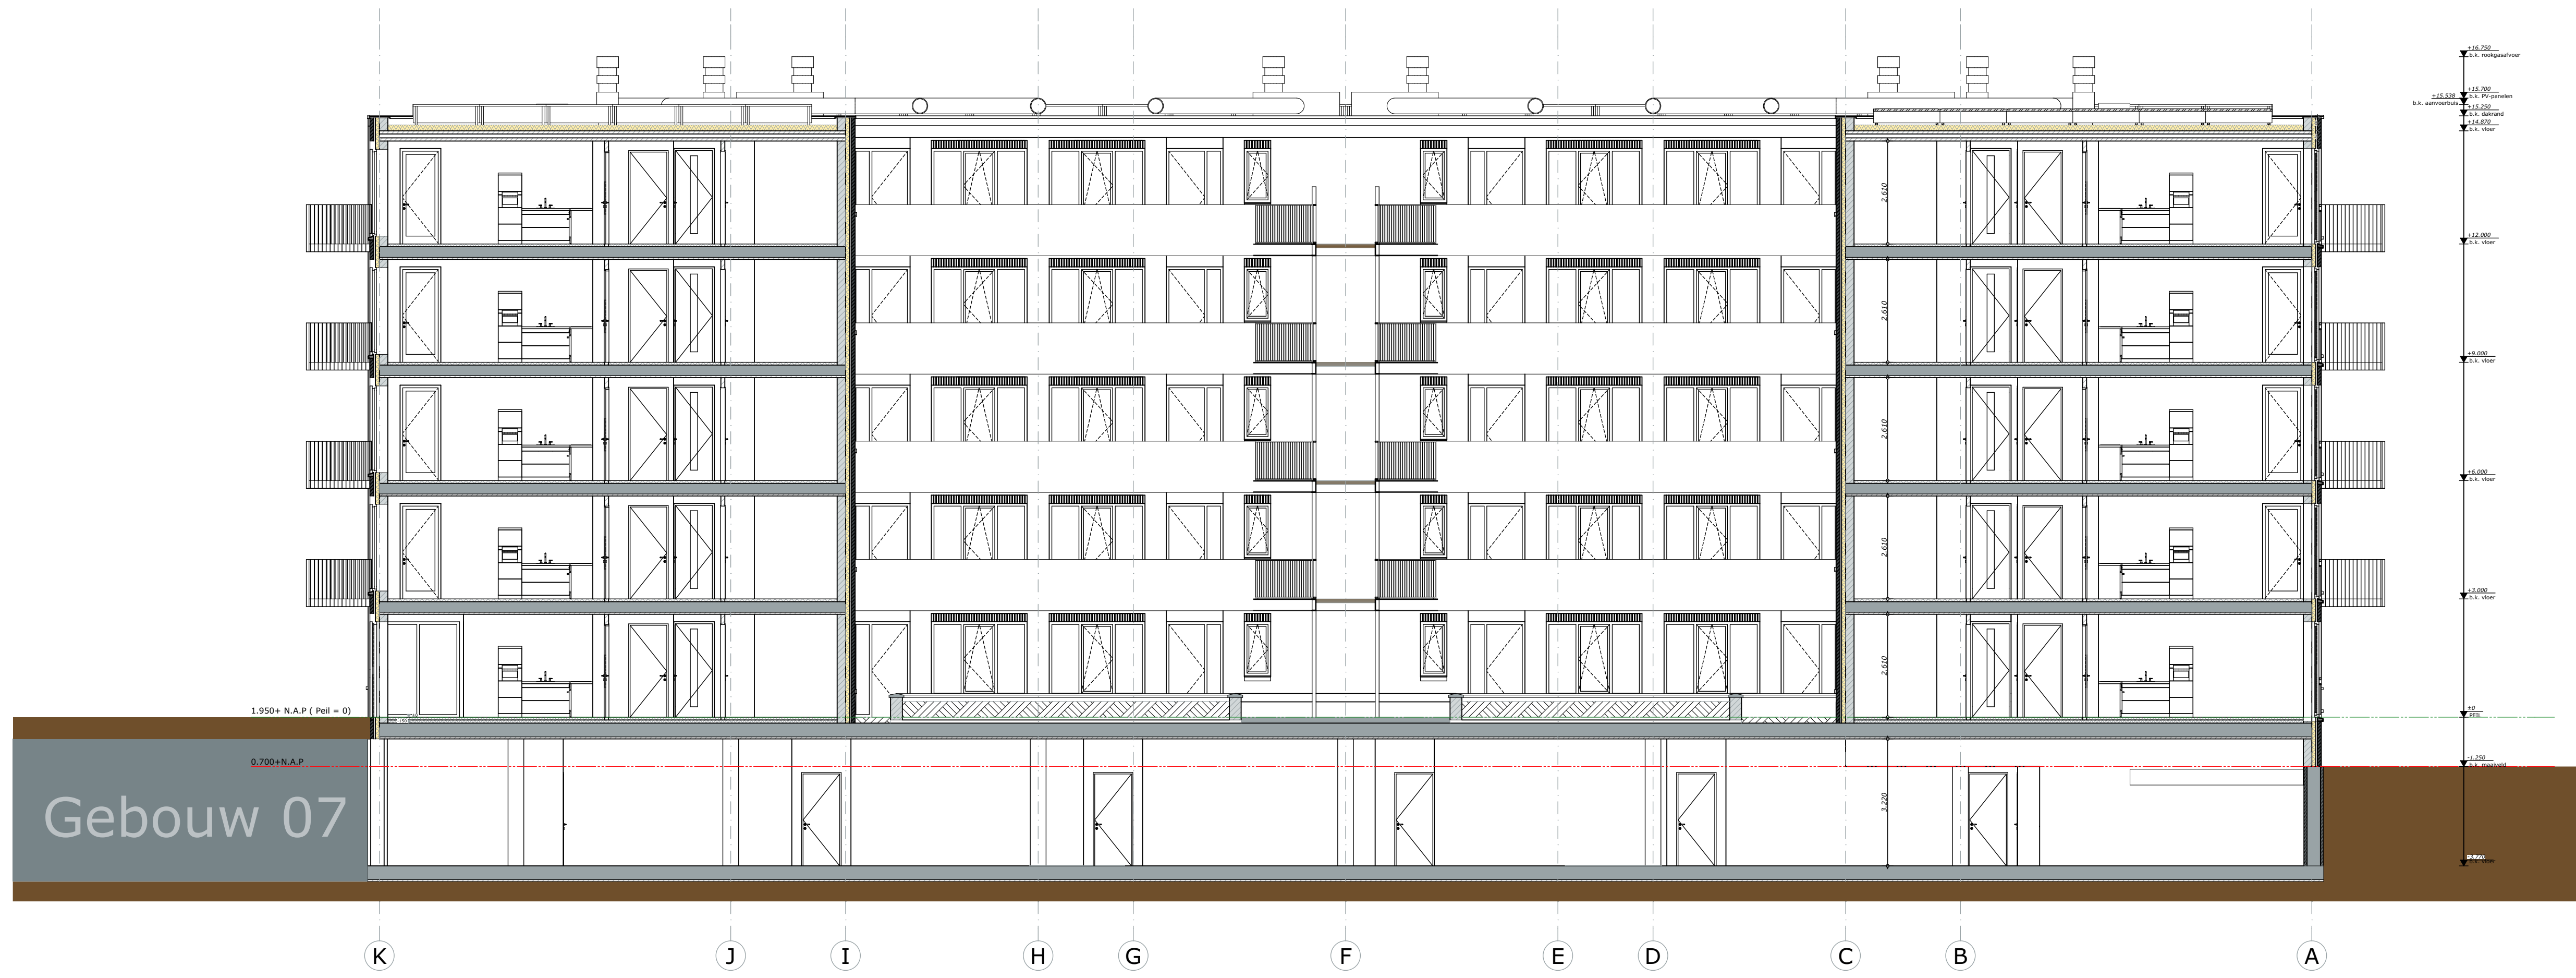 +16.750
b.k. rookgasafvoer
+15.700
b.k. PV-panelen
+15.538
b.k. aanvoerbuis
+15.250
b.k. dakrand
+14.870
b.k. vloer
2.610
+12.000
b.k. vloer
2.610
+9.000
b.k. vloer
2.610
+6.000
b.k. vloer
2.610
+3.000
b.k. vloer
2.610
1.950+ N.A.P ( Peil = 0)
±0
PEIL
0.700+N.A.P
-1.250
b.k. maaiveld
Gebouw 07
3.220
b.k. vloer
K
J
I
H
G
F
E
D
C
B
A